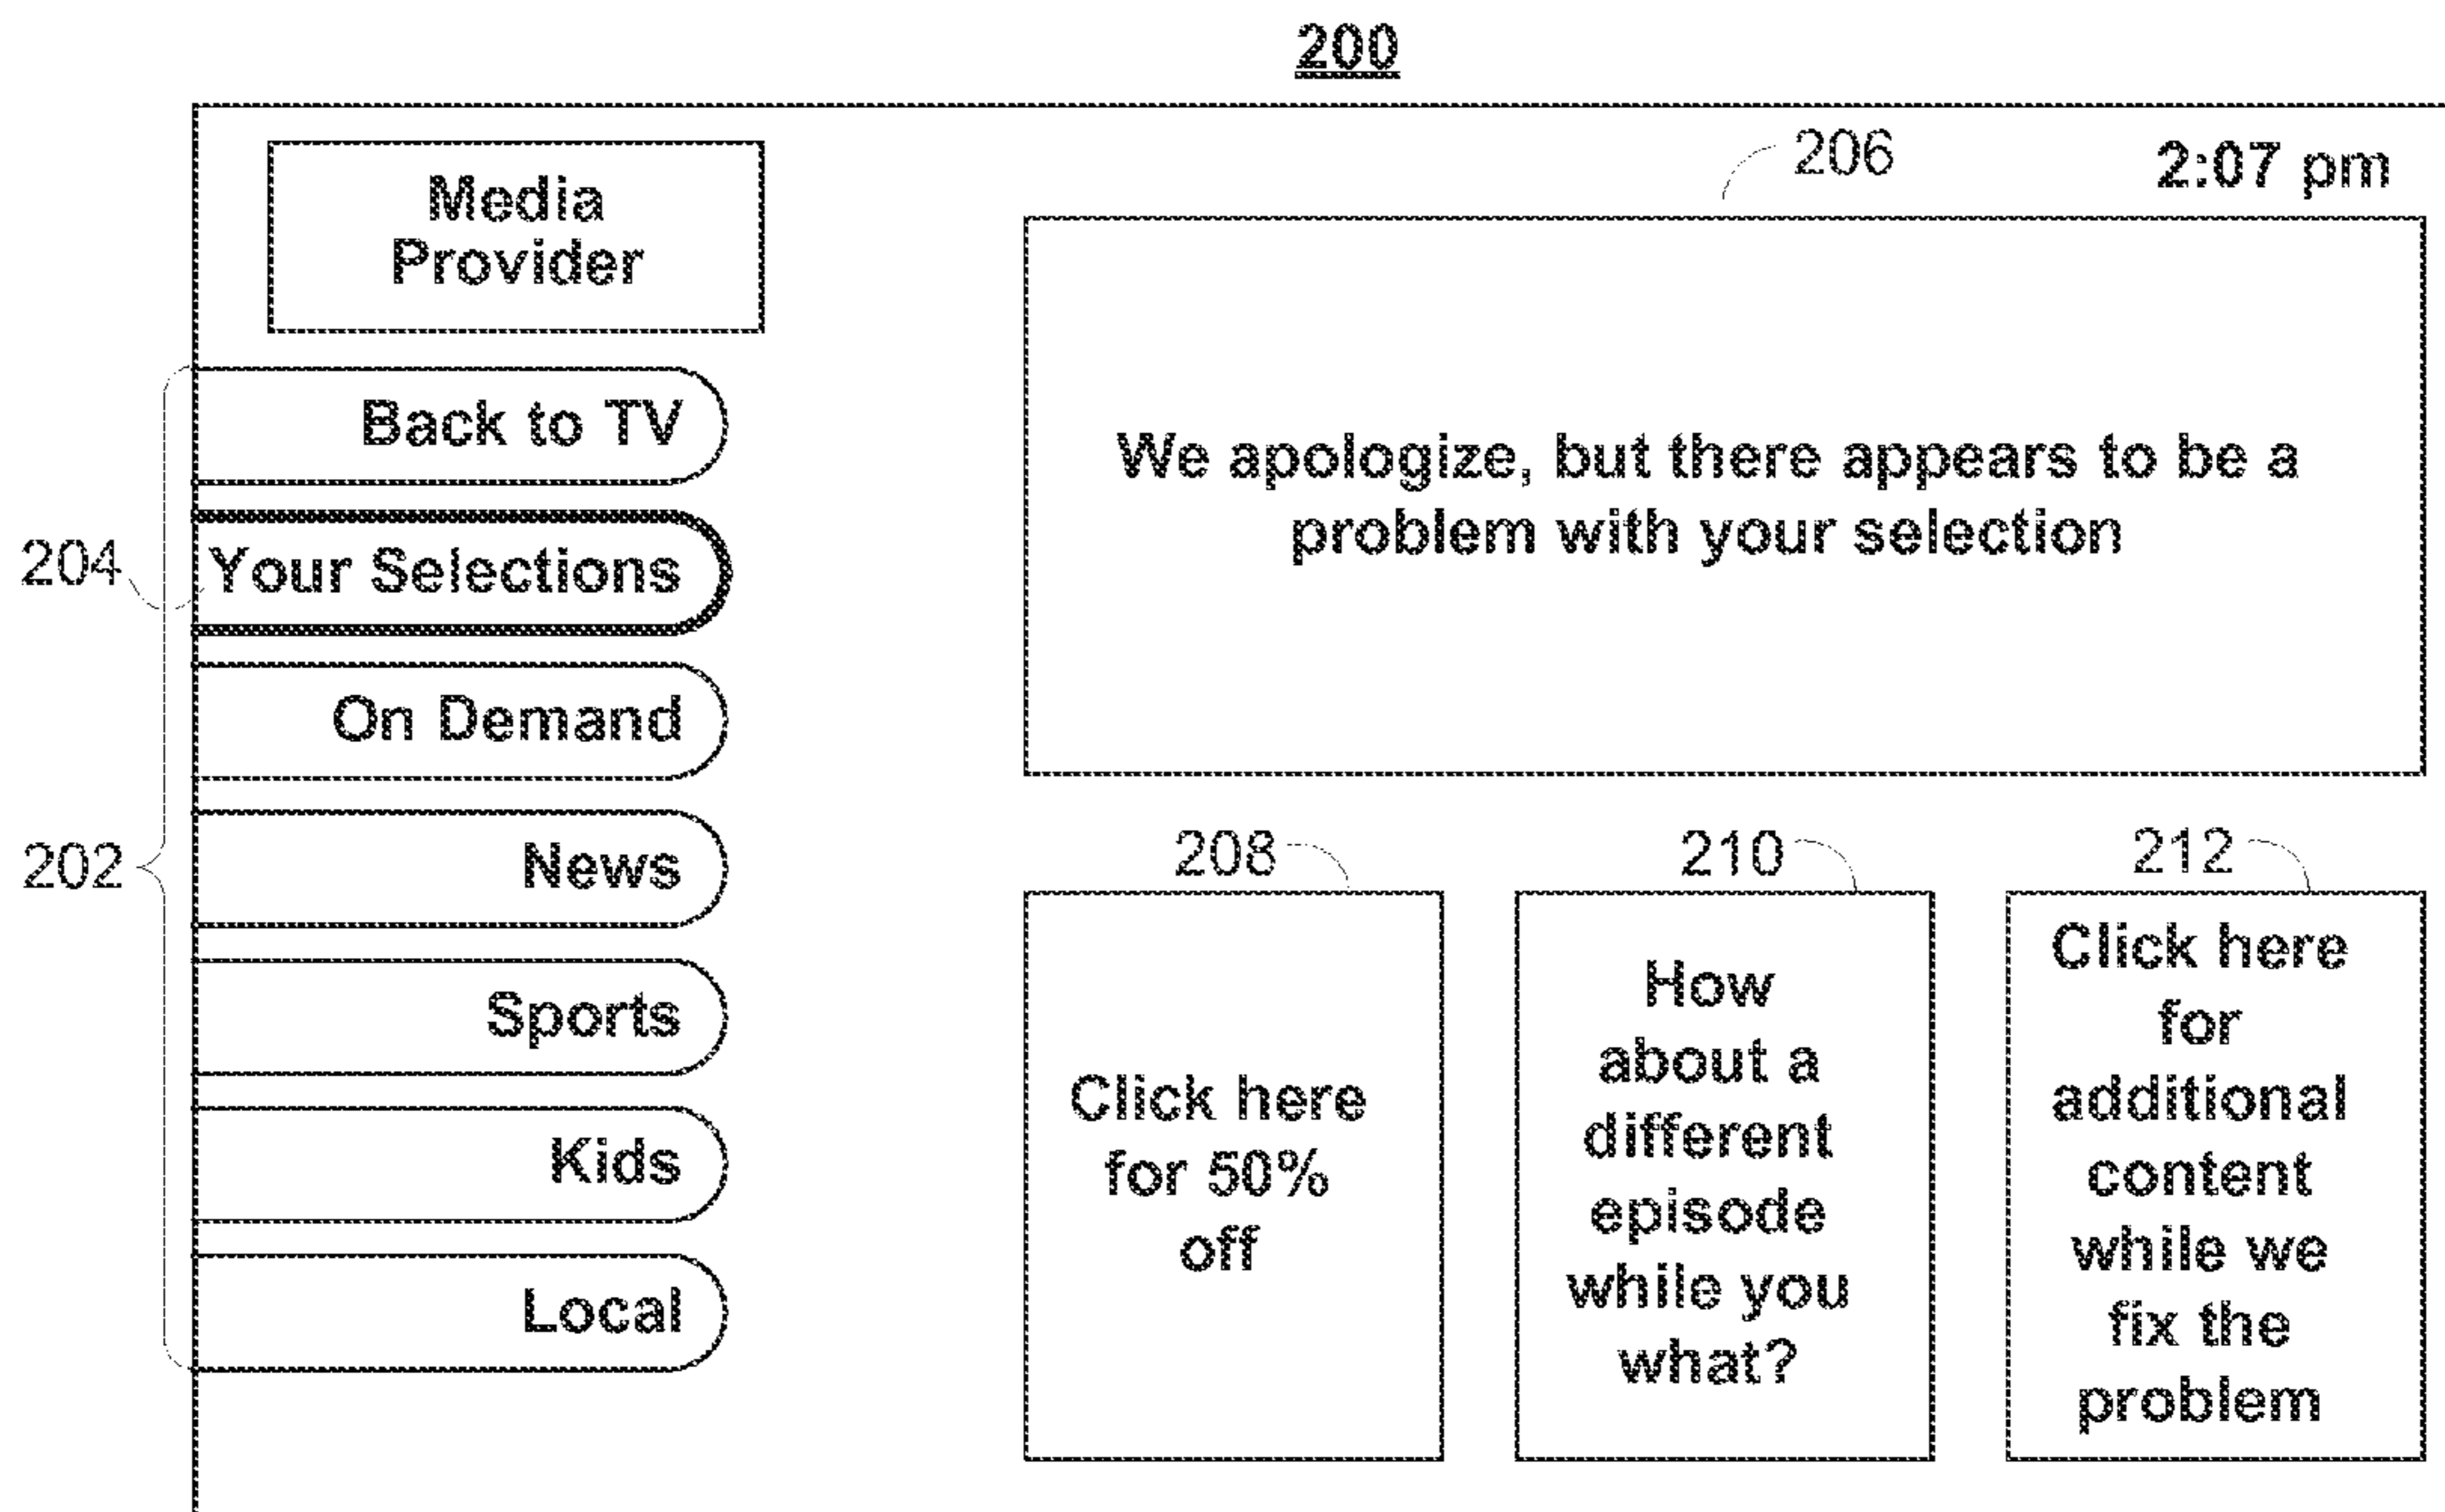 200
206
2:07 pm
Media
Provider
Back to TV
204
Your Selections
On Demand
202
News
Sports
Kids
Local
We apologize, but there appears to be a
problem with your selection
208
Click here
for 50%
off
210
How
about a
different
episode
while you
what?
212
Click here
for
additional
content
while we
fix the
problem